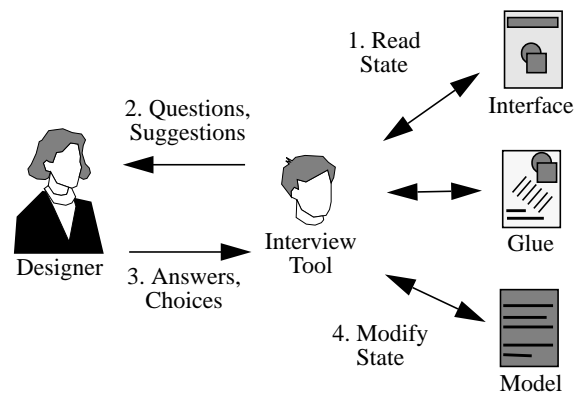 1. Read
State
Interface
2. Questions,
Suggestions
Glue
Designer
Interview
Tool
3. Answers,
Choices
4. Modify
State
Model